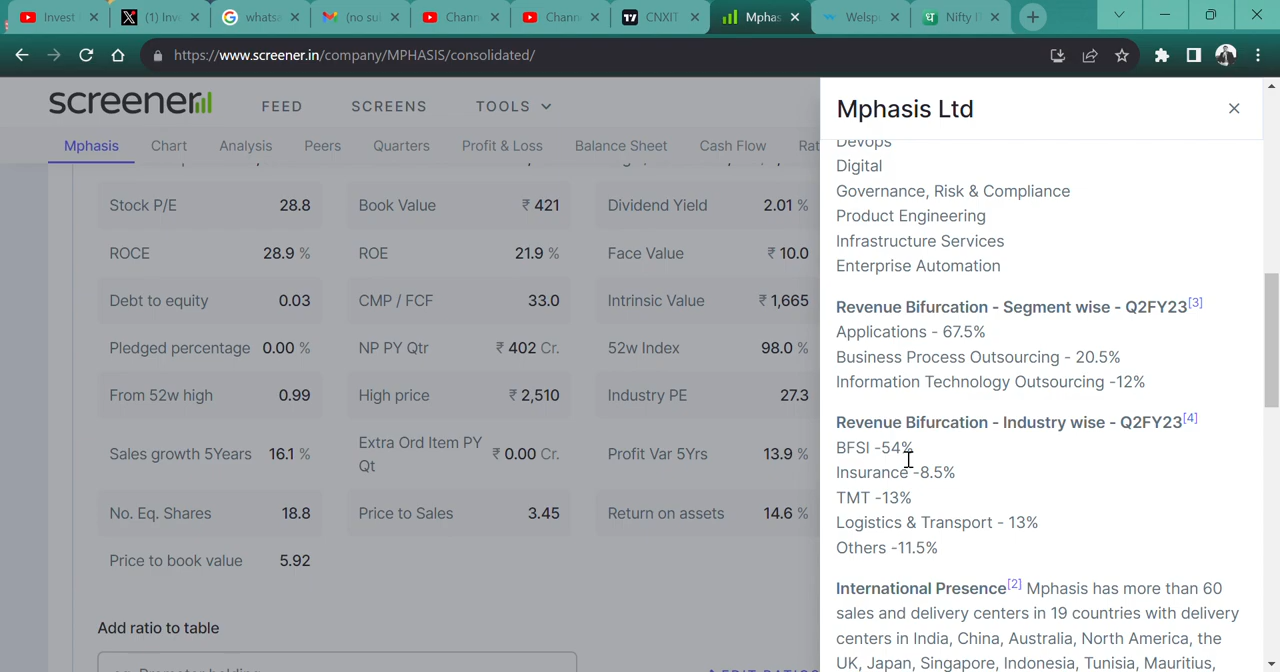 Invest
(1) Inv
whats
(no su
Chann
Chann
CNXIT
Mphas
Welsp
Nifty I
https://www.screener.in/company/MPHASIS/consolidated/
screener
FEED
SCREENS
TOOLS
Mphasis
Chart
Analysis
Peers
Quarters
Profit & Loss
Balance Sheet
Cash Flow
Rat
Stock P/E 28.8
Book Value ₹ 421
Dividend Yield 2.01 %
ROCE 28.9 %
ROE 21.9 %
Face Value ₹ 10.0
Debt to equity 0.03
CMP / FCF 33.0
Intrinsic Value ₹ 1,665
Pledged percentage 0.00 %
NP PY Qtr ₹ 402 Cr.
52w Index 98.0 %
From 52w high 0.99
High price ₹ 2,510
Industry PE 27.3
Sales growth 5Years 16.1 %
Extra Ord Item PY
Qt
₹ 0.00 Cr.
Profit Var 5Yrs 13.9 %
No. Eq. Shares 18.8
Price to Sales 3.45
Return on assets 14.6 %
Price to book value 5.92
Add ratio to table
Mphasis Ltd
Devops
Digital
Governance, Risk & Compliance
Product Engineering
Infrastructure Services
Enterprise Automation
Revenue Bifurcation - Segment wise - Q2FY23[3]
Applications - 67.5%
Business Process Outsourcing - 20.5%
Information Technology Outsourcing -12%
Revenue Bifurcation - Industry wise - Q2FY23[4]
BFSI -54%
Insurance -8.5%
TMT -13%
Logistics & Transport - 13%
Others -11.5%
International Presence[2] Mphasis has more than 60
sales and delivery centers in 19 countries with delivery
centers in India, China, Australia, North America, the
UK, Japan, Singapore, Indonesia, Tunisia, Mauritius,